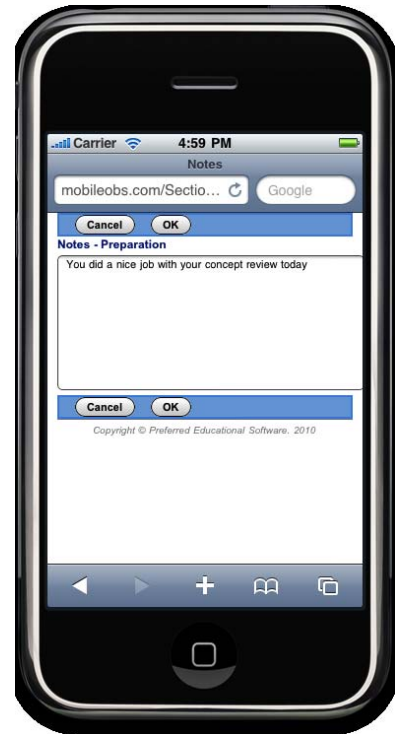 Carrier 4:59 PM
Notes
mobileobs.com/Sectio... Google
Cancel OK
Notes - Preparation
You did a nice job with your concept review today
Cancel OK
Copyright © Preferred Educational Software. 2010